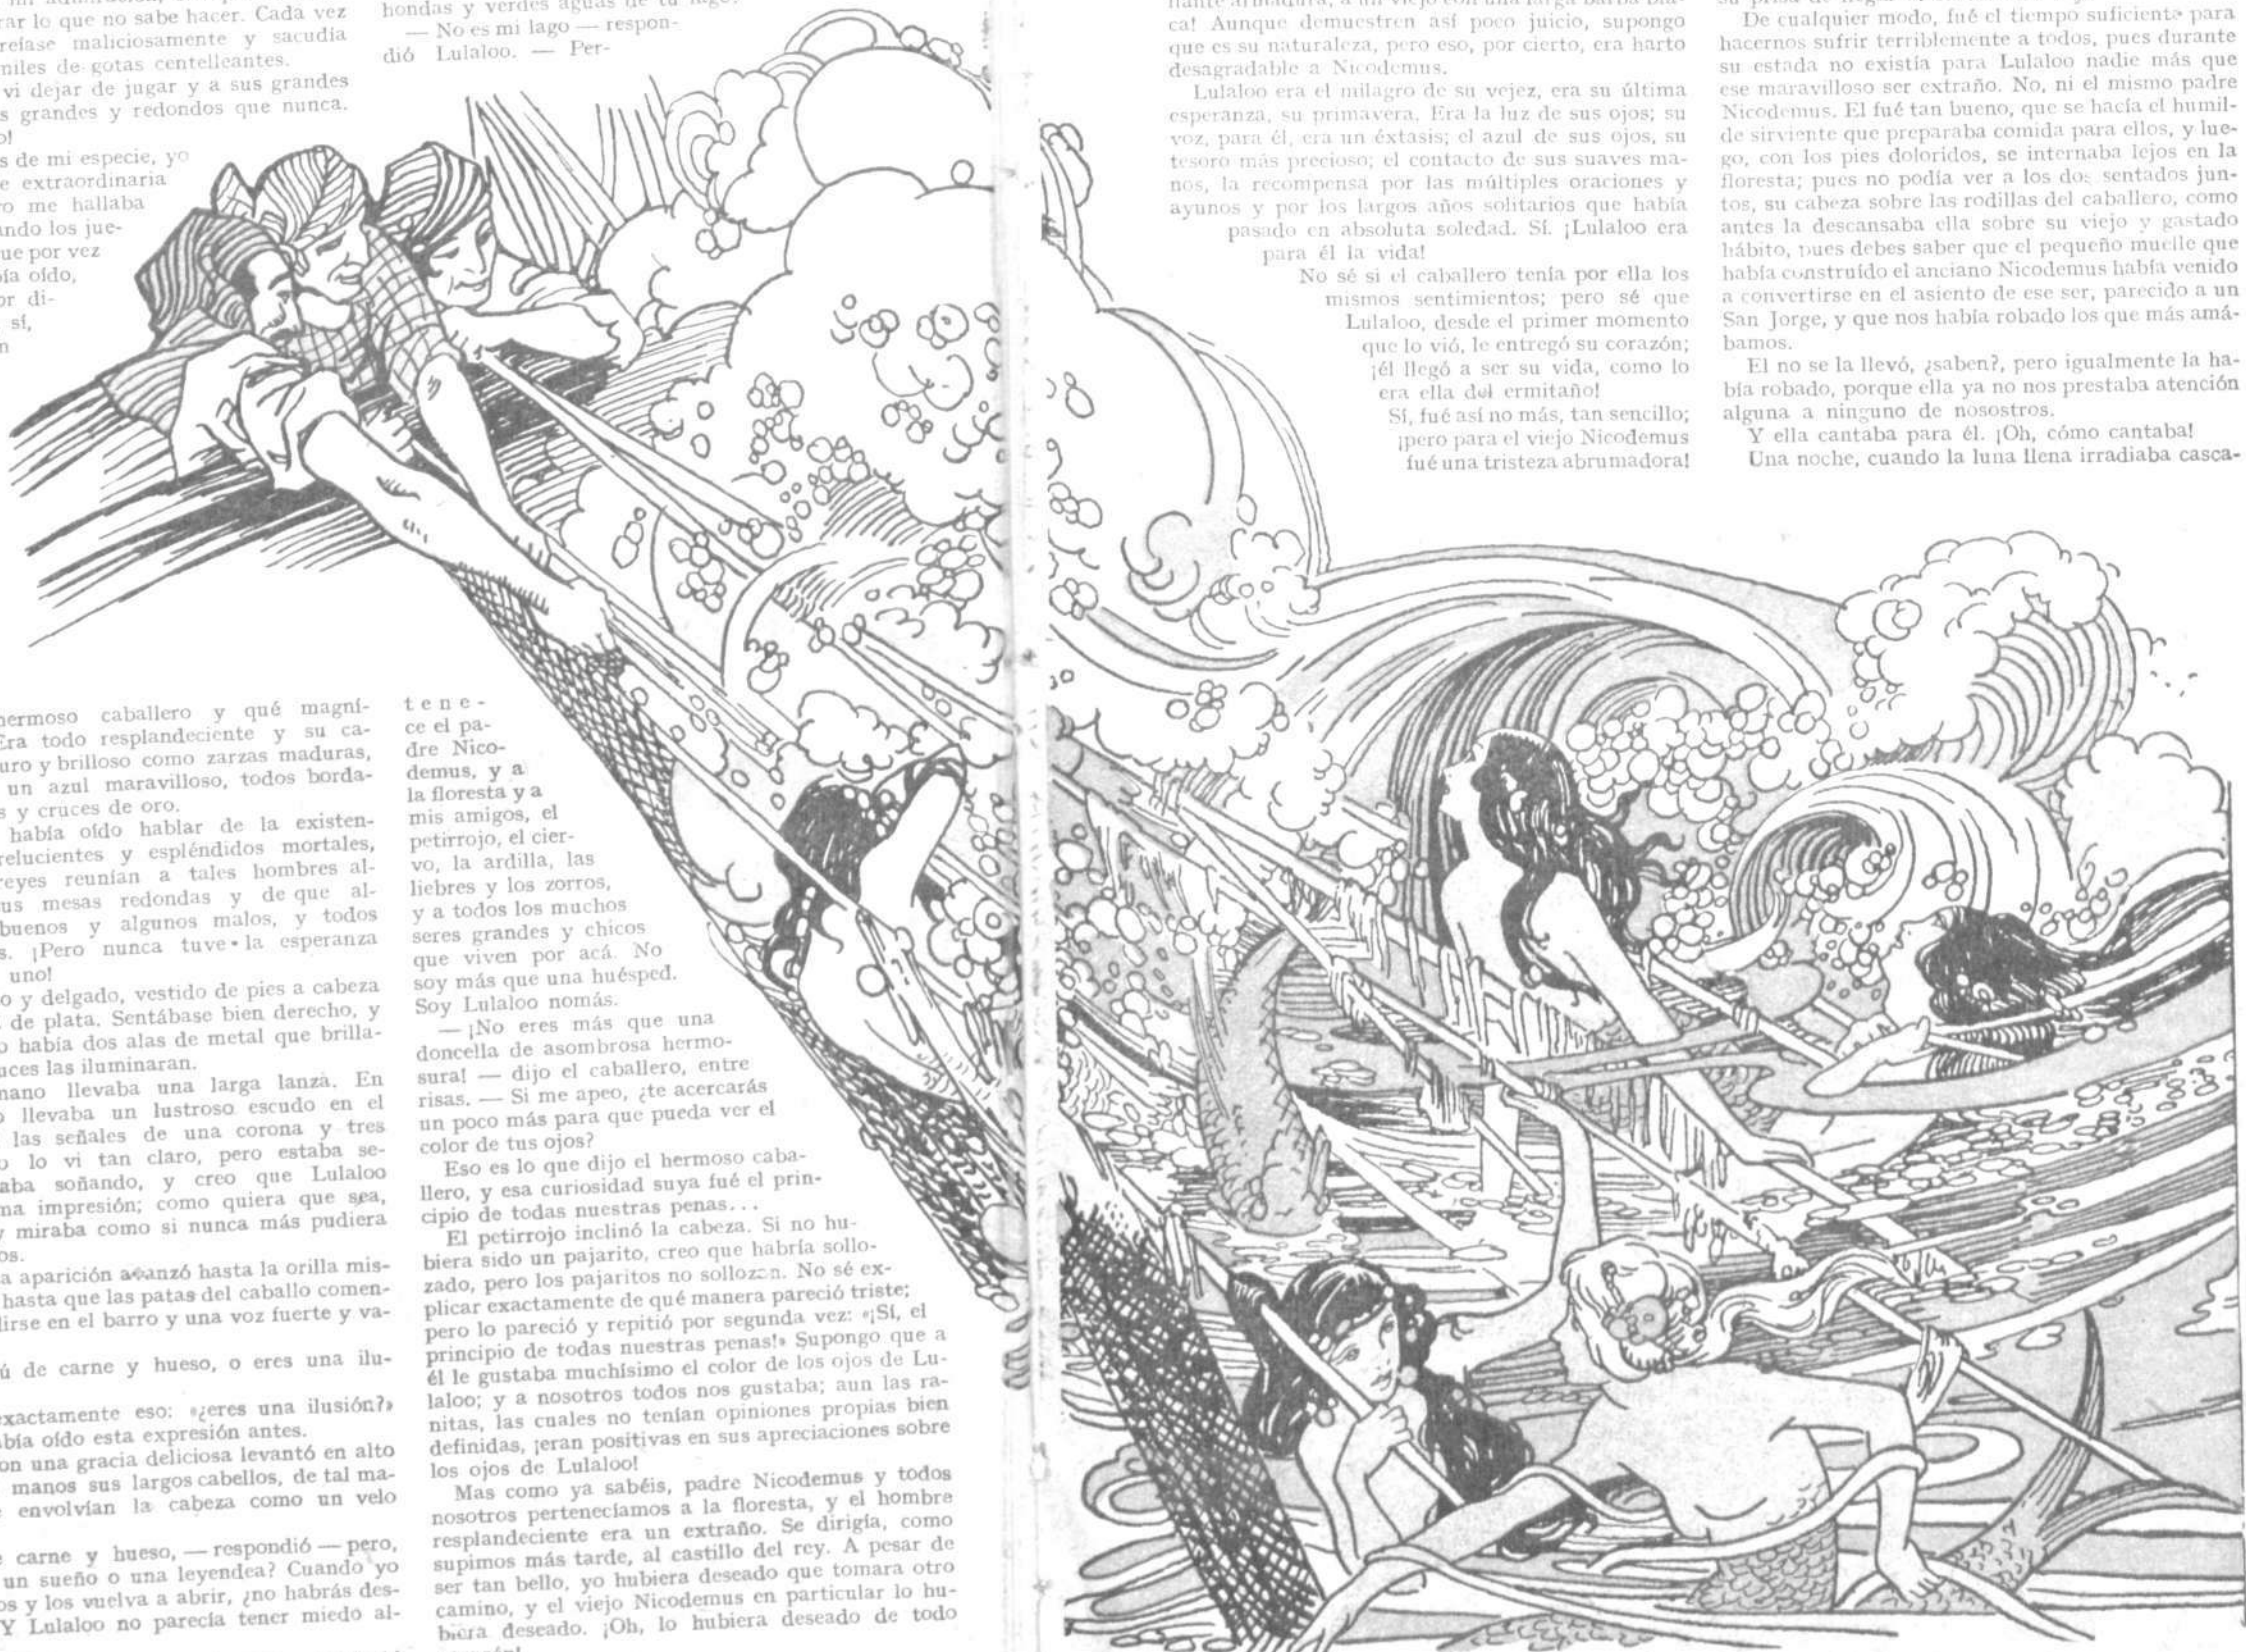 rar lo que no sabe hacer. Cada vez
reíase maliciosamente y sacudía
miles de gotas centelleantes.
vi dejar de jugar y a sus grandes
s grandes y redondos que nunca.
s de mi especie, yo
e extraordinaria
o me hallaba
ando los jue-
ue por vez
bía oído,
or di-
sí,
n
hermoso caballero y qué magní-
Era todo resplandeciente y su ca-
uro y brilloso como zarzas maduras,
un azul maravilloso, todos borda-
s y cruces de oro.
había oído hablar de la existen-
relucientes y espléndidos mortales,
reyes reunían a tales hombres al-
us mesas redondas y de que al-
buenos y algunos malos, y todos
s. ¡Pero nunca tuve la esperanza
uno!
o y delgado, vestido de pies a cabeza
de plata. Sentábase bien derecho, y
o había dos alas de metal que brilla-
uces las iluminaran.
mano llevaba una larga lanza. En
o llevaba un lustroso escudo en el
las señales de una corona y tres
o lo vi tan claro, pero estaba se-
aba soñando, y creo que Lulaloo
na impresión; como quiera que sea,
y miraba como si nunca más pudiera
os.
a aparición avanzó hasta la orilla mis-
hasta que las patas del caballo comen-
dirse en el barro y una voz fuerte y va-
ú de carne y hueso, o eres una ilu-
exactamente eso: «¿eres una ilusión?»
bía oído esta expresión antes.
on una gracia deliciosa levantó en alto
manos sus largos cabellos, de tal ma-
e envolvían la cabeza como un velo
e carne y hueso, — respondió — pero,
un sueño o una leyendea? Cuando yo
os y los vuelva a abrir, ¿no habrás des-
Y Lulaloo no parecía tener miedo al-
hondas y verdes aguas de tu lago.
— No es mi lago — respon-
dió Lulaloo. — Per-
tene-
ce el pa-
dre Nico-
demus, y a
la floresta y a
mis amigos, el
petirrojo, el cier-
vo, la ardilla, las
liebres y los zorros,
y a todos los muchos
seres grandes y chicos
que viven por acá. No
soy más que una huésped.
Soy Lulaloo nomás.
— ¡No eres más que una
doncella de asombrosa hermo-
sura! — dijo el caballero, entre
risas. — Si me apeo, ¿te acercarás
un poco más para que pueda ver el
color de tus ojos?
Eso es lo que dijo el hermoso caba-
llero, y esa curiosidad suya fué el prin-
cipio de todas nuestras penas...
El petirrojo inclinó la cabeza. Si no hu-
biera sido un pajarito, creo que habría sollo-
zado, pero los pajaritos no sollozan. No sé ex-
plicar exactamente de qué manera pareció triste;
pero lo pareció y repitió por segunda vez: «¡Sí, el
principio de todas nuestras penas!» Supongo que a
él le gustaba muchísimo el color de los ojos de Lu-
laloo; y a nosotros todos nos gustaba; aun las ra-
nitas, las cuales no tenían opiniones propias bien
definidas, ¡eran positivas en sus apreciaciones sobre
los ojos de Lulaloo!
Mas como ya sabéis, padre Nicodemus y todos
nosotros pertenecíamos a la floresta, y el hombre
resplandeciente era un extraño. Se dirigía, como
supimos más tarde, al castillo del rey. A pesar de
ser tan bello, yo hubiera deseado que tomara otro
camino, y el viejo Nicodemus en particular lo hu-
biera deseado. ¡Oh, lo hubiera deseado de todo
ca! Aunque demuestren así poco juicio, supongo
que es su naturaleza, pero eso, por cierto, era harto
desagradable a Nicodemus.
Lulaloo era el milagro de su vejez, era su última
esperanza, su primavera. Era la luz de sus ojos; su
voz, para él, era un éxtasis; el azul de sus ojos, su
tesoro más precioso; el contacto de sus suaves ma-
nos, la recompensa por las múltiples oraciones y
ayunos y por los largos años solitarios que había
pasado en absoluta soledad. Sí. ¡Lulaloo era
para él la vida!
No sé si el caballero tenía por ella los
mismos sentimientos; pero sé que
Lulaloo, desde el primer momento
que lo vió, le entregó su corazón;
¡él llegó a ser su vida, como lo
era ella del ermitaño!
Sí, fué así no más, tan sencillo;
¡pero para el viejo Nicodemus
fué una tristeza abrumadora!
De cualquier modo, fué el tiempo suficiente para
hacernos sufrir terriblemente a todos, pues durante
su estada no existía para Lulaloo nadie más que
ese maravilloso ser extraño. No, ni el mismo padre
Nicodemus. El fué tan bueno, que se hacía el humil-
de sirviente que preparaba comida para ellos, y lue-
go, con los pies doloridos, se internaba lejos en la
floresta; pues no podía ver a los dos sentados jun-
tos, su cabeza sobre las rodillas del caballero, como
antes la descansaba ella sobre su viejo y gastado
hábito, pues debes saber que el pequeño muelle que
había construído el anciano Nicodemus había venido
a convertirse en el asiento de ese ser, parecido a un
San Jorge, y que nos había robado los que más amá-
bamos.
El no se la llevó, ¿saben?, pero igualmente la ha-
bía robado, porque ella ya no nos prestaba atención
alguna a ninguno de nosostros.
Y ella cantaba para él. ¡Oh, cómo cantaba!
Una noche, cuando la luna llena irradiaba casca-